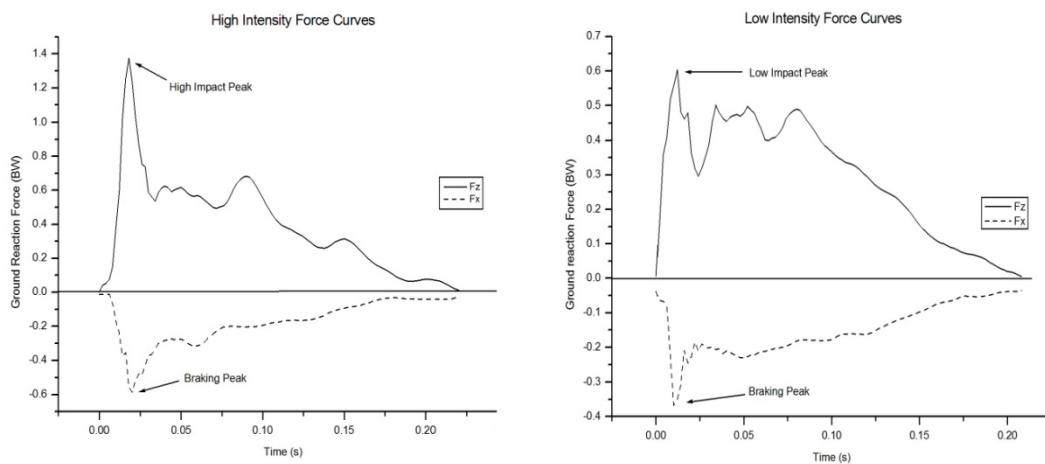 High Intensity Force Curves
Ground Reaction Force (BW)
1.4
1.2
1.0
0.8
0.6
0.4
0.2
0.0
-0.2
-0.4
-0.6
High Impact Peak
Fz
Fx
Braking Peak
0.00 0.05 0.10 0.15 0.20
Time (s)
Low Intensity Force Curves
Ground reaction Force (BW)
0.7
0.6
0.5
0.4
0.3
0.2
0.1
0.0
-0.1
-0.2
-0.3
-0.4
Low Impact Peak
Fz
Fx
Braking Peak
0.00 0.05 0.10 0.15 0.20
Time (s)